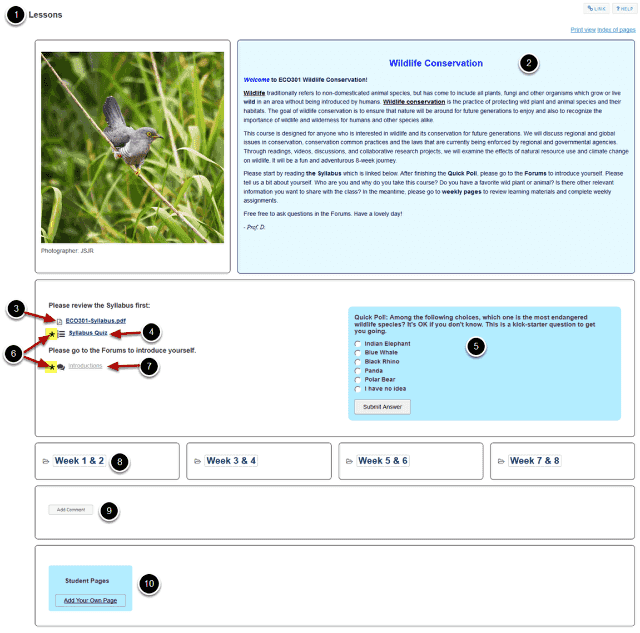 1 Lessons
LINK ? HELP
Print view Index of pages
Wildlife Conservation 2
Welcome to ECO301 Wildlife Conservation!
Wildlife traditionally refers to non-domesticated animal species, but has come to include all plants, fungi and other organisms which grow or live
wild in an area without being introduced by humans. Wildlife conservation is the practice of protecting wild plant and animal species and their
habitats. The goal of wildlife conservation is to ensure that nature will be around for future generations to enjoy and also to recognize the
importance of wildlife and wilderness for humans and other species alike.
This course is designed for anyone who is interested in wildlife and its conservation for future generations. We will discuss regional and global
issues in conservation, conservation common practices and the laws that are currently being enforced by regional and governmental agencies.
Through readings, videos, discussions, and collaborative research projects, we will examine the effects of natural resource use and climate change
on wildlife. It will be a fun and adventurous 8-week journey.
Please start by reading the Syllabus which is linked below. After finishing the Quick Poll, please go to the Forums to introduce yourself. Please
tell us a bit about yourself. Who are you and why do you take this course? Do you have a favorite wild plant or animal? Is there other relevant
information you want to share with the class? In the meantime, please go to weekly pages to review learning materials and complete weekly
assignments.
Free free to ask questions in the Forums. Have a lovely day!
- Prof. D.
Photographer: JSJR
Please review the Syllabus first:
3 ECO301-Syllabus.pdf
Syllabus Quiz 4
6
Please go to the Forums to introduce yourself.
Introductions 7
Quick Poll: Among the following choices, which one is the most endangered
wildlife species? It's OK if you don't know. This is a kick-starter question to get
you going.
Indian Elephant
Blue Whale 5
Black Rhino
Panda
Polar Bear
I have no idea
Submit Answer
Week 1 & 2 8
Week 3 & 4
Week 5 & 6
Week 7 & 8
Add Comment 9
Student Pages 10
Add Your Own Page